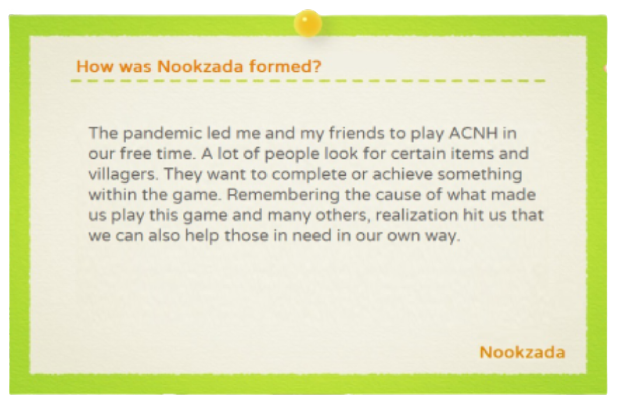 How was Nookzada formed?
The pandemic led me and my friends to play ACNH in
our free time. A lot of people look for certain items and
villagers. They want to complete or achieve something
within the game. Remembering the cause of what made
us play this game and many others, realization hit us that
we can also help those in need in our own way.
Nookzada